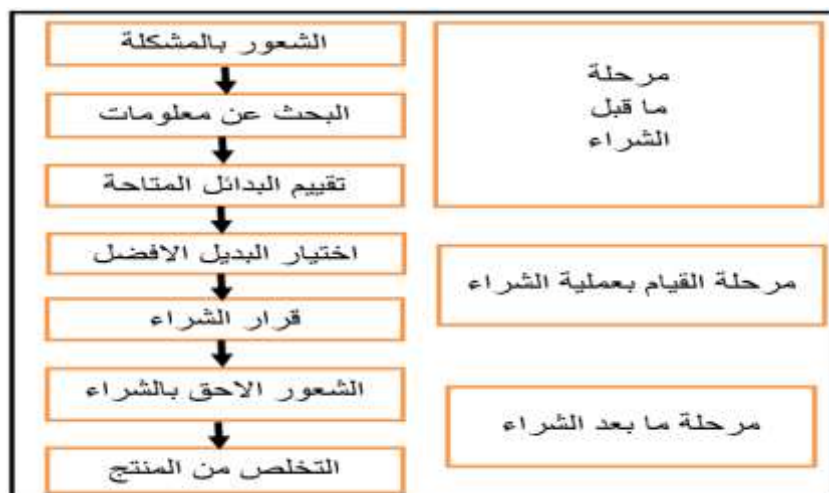 الشعور بالمشكلة
البحث عن معلومات
تقييم البدائل المتاحة
اختيار البديل الافضل
قرار الشراء
الشعور الاحق بالشراء
التخلص من المنتج
مرحلة
ما قبل
الشراء
مرحلة القيام بعملية الشراء
مرحلة ما بعد الشراء